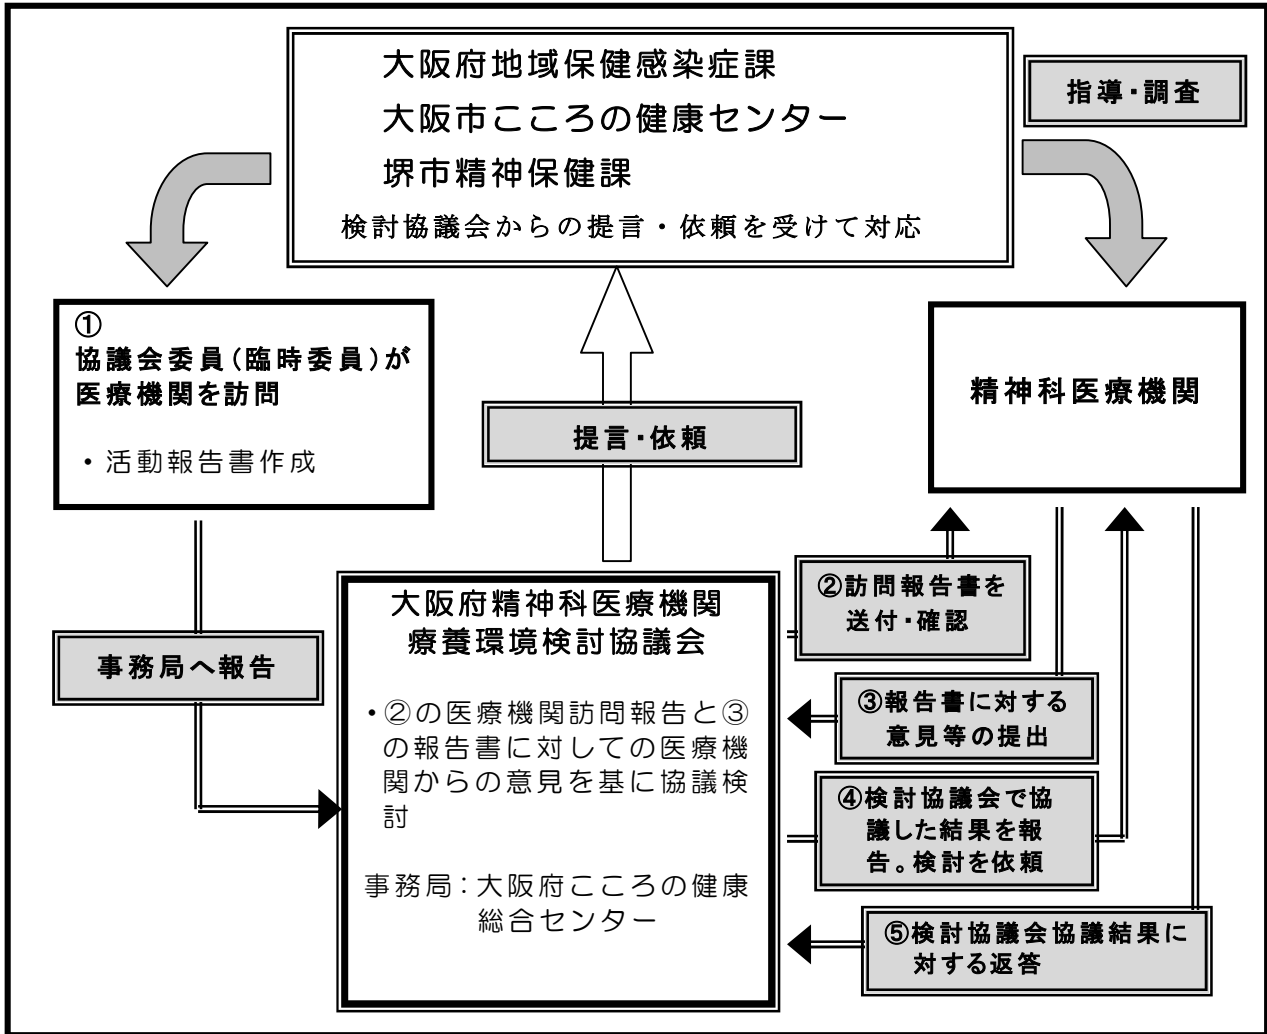 大阪府地域保健感染症課
大阪市こころの健康センター
堺市精神保健課
検討協議会からの提言・依頼を受けて対応
指導・調査
①
協議会委員(臨時委員)が
医療機関を訪問
・活動報告書作成
精神科医療機関
提言・依頼
事務局へ報告
大阪府精神科医療機関
療養環境検討協議会
・②の医療機関訪問報告と③
の報告書に対しての医療機
関からの意見を基に協議検
討
事務局:大阪府こころの健康
総合センター
②訪問報告書を
送付・確認
③報告書に対する
意見等の提出
④検討協議会で協
議した結果を報
告。検討を依頼
⑤検討協議会協議結果に
対する返答